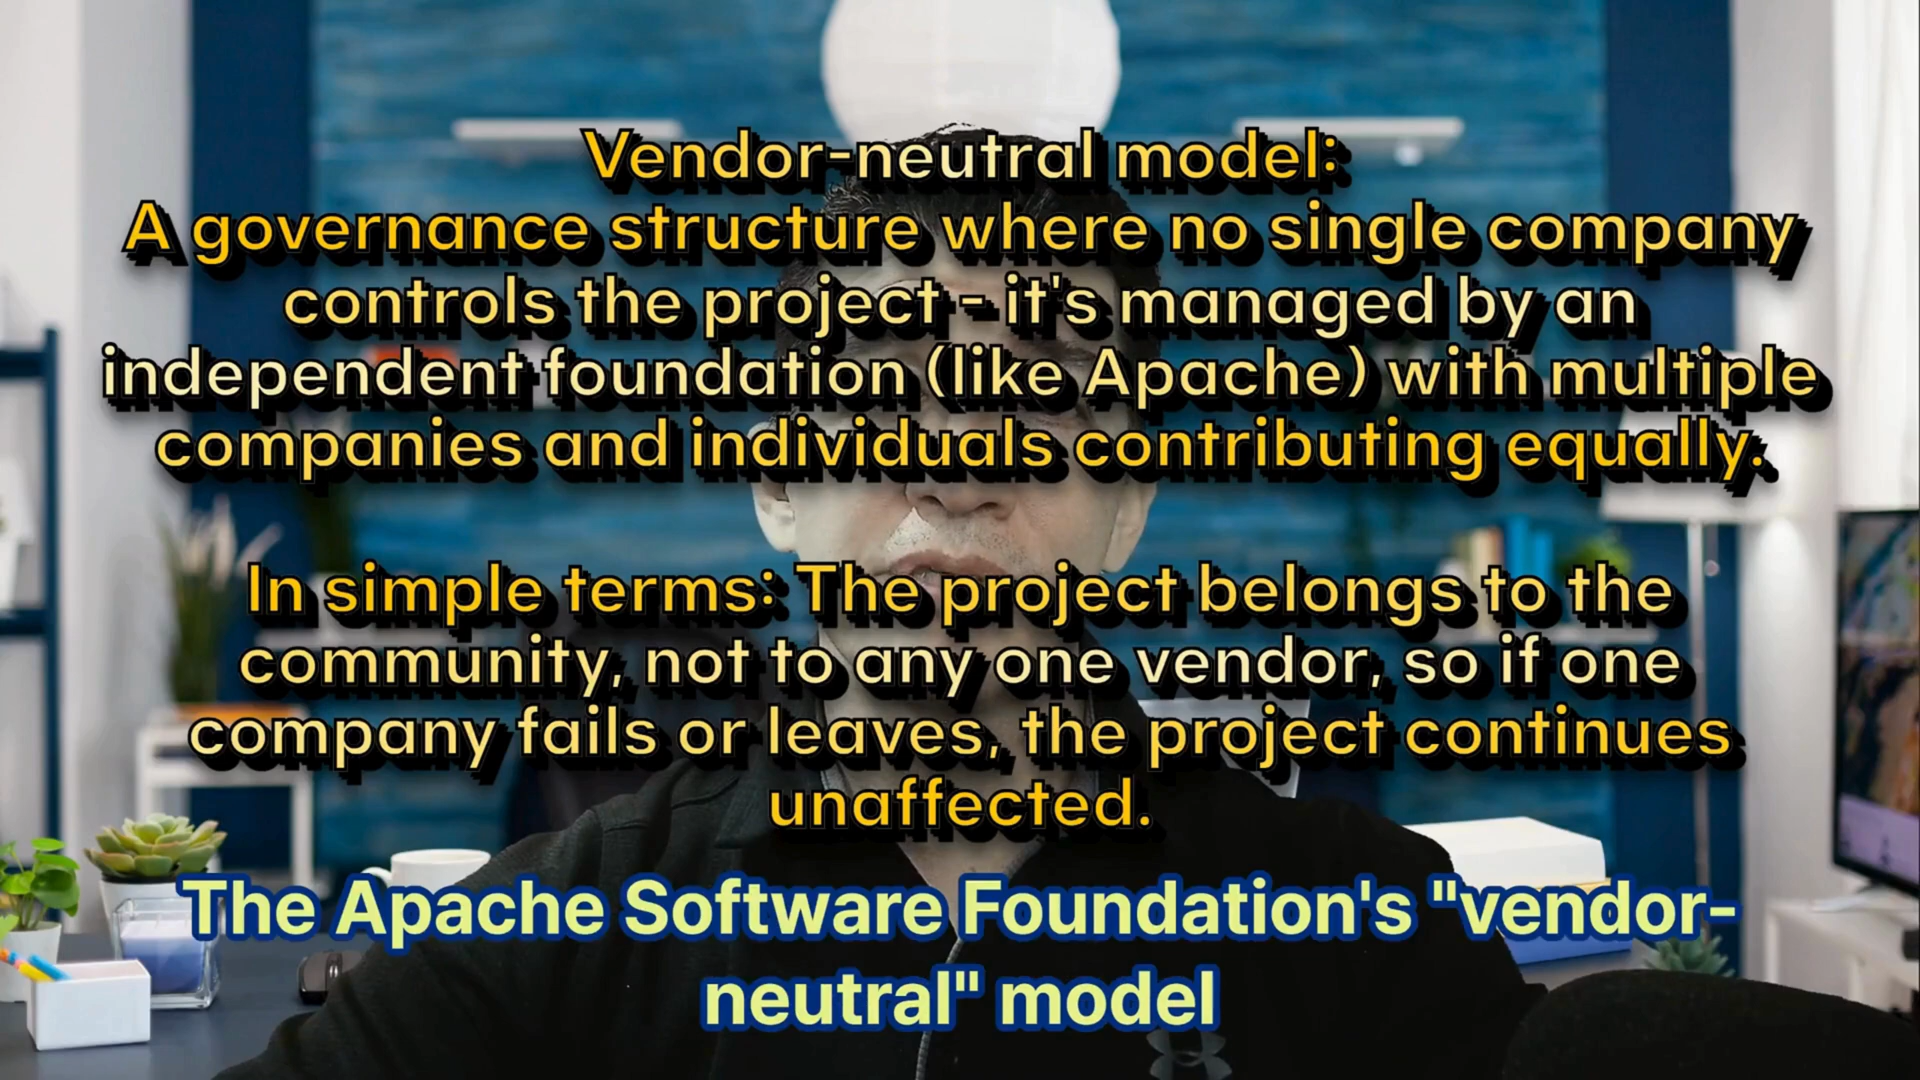 Vendor-neutral model:
A governance structure where no single company
controls the project - it's managed by an
independent foundation (like Apache) with multiple
companies and individuals contributing equally.
In simple terms: The project belongs to the
community, not to any one vendor, so if one
company fails or leaves, the project continues
unaffected.
The Apache Software Foundation's "vendor-
neutral" model